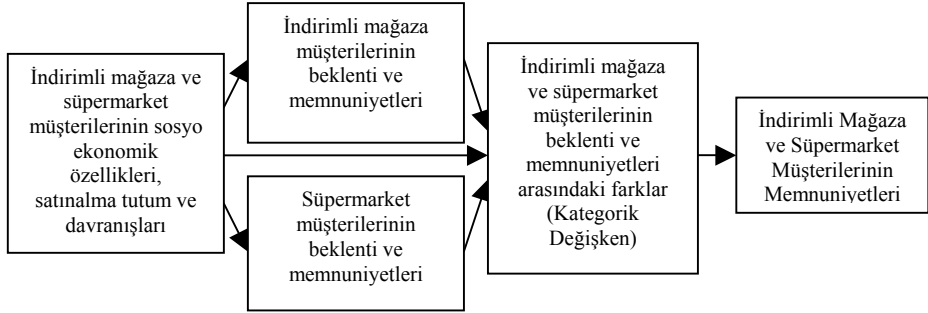 İndirimli mağaza ve
süpermarket
müşterilerinin sosyo
ekonomik
özellikleri,
satınalma tutum ve
davranışları
İndirimli mağaza
müşterilerinin
beklenti ve
memnuniyetleri
Süpermarket
müşterilerinin
beklenti ve
memnuniyetleri
İndirimli mağaza
ve süpermarket
müşterilerinin
beklenti ve
memnuniyetleri
arasındaki farklar
(Kategorik
Değişken)
İndirimli Mağaza
ve Süpermarket
Müşterilerinin
Memnuniyetleri